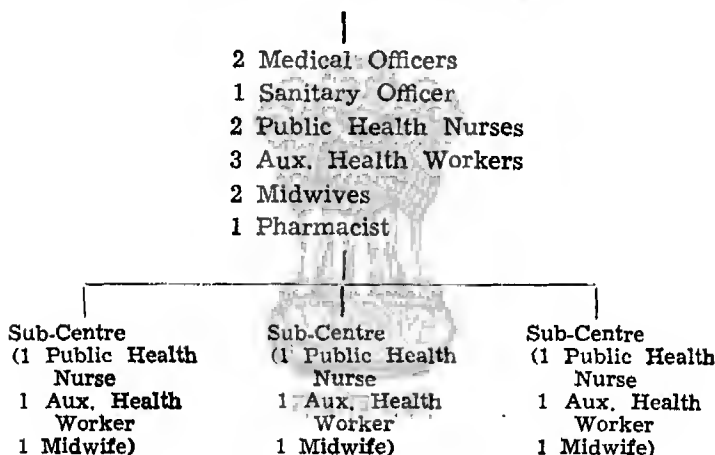 2 Medical Officers
1 Sanitary Officer
2 Public Health Nurses
3 Aux. Health Workers
2 Midwives
1 Pharmacist
Sub-Centre
(1 Public Health
Nurse
1 Aux. Health
Worker
1 Midwife)
Sub-Centre
(1 Public Health
Nurse
1 Aux. Health
Worker
1 Midwife)
Sub-Centre
(1 Public Health
Nurse
1 Aux. Health
Worker
1 Midwife)